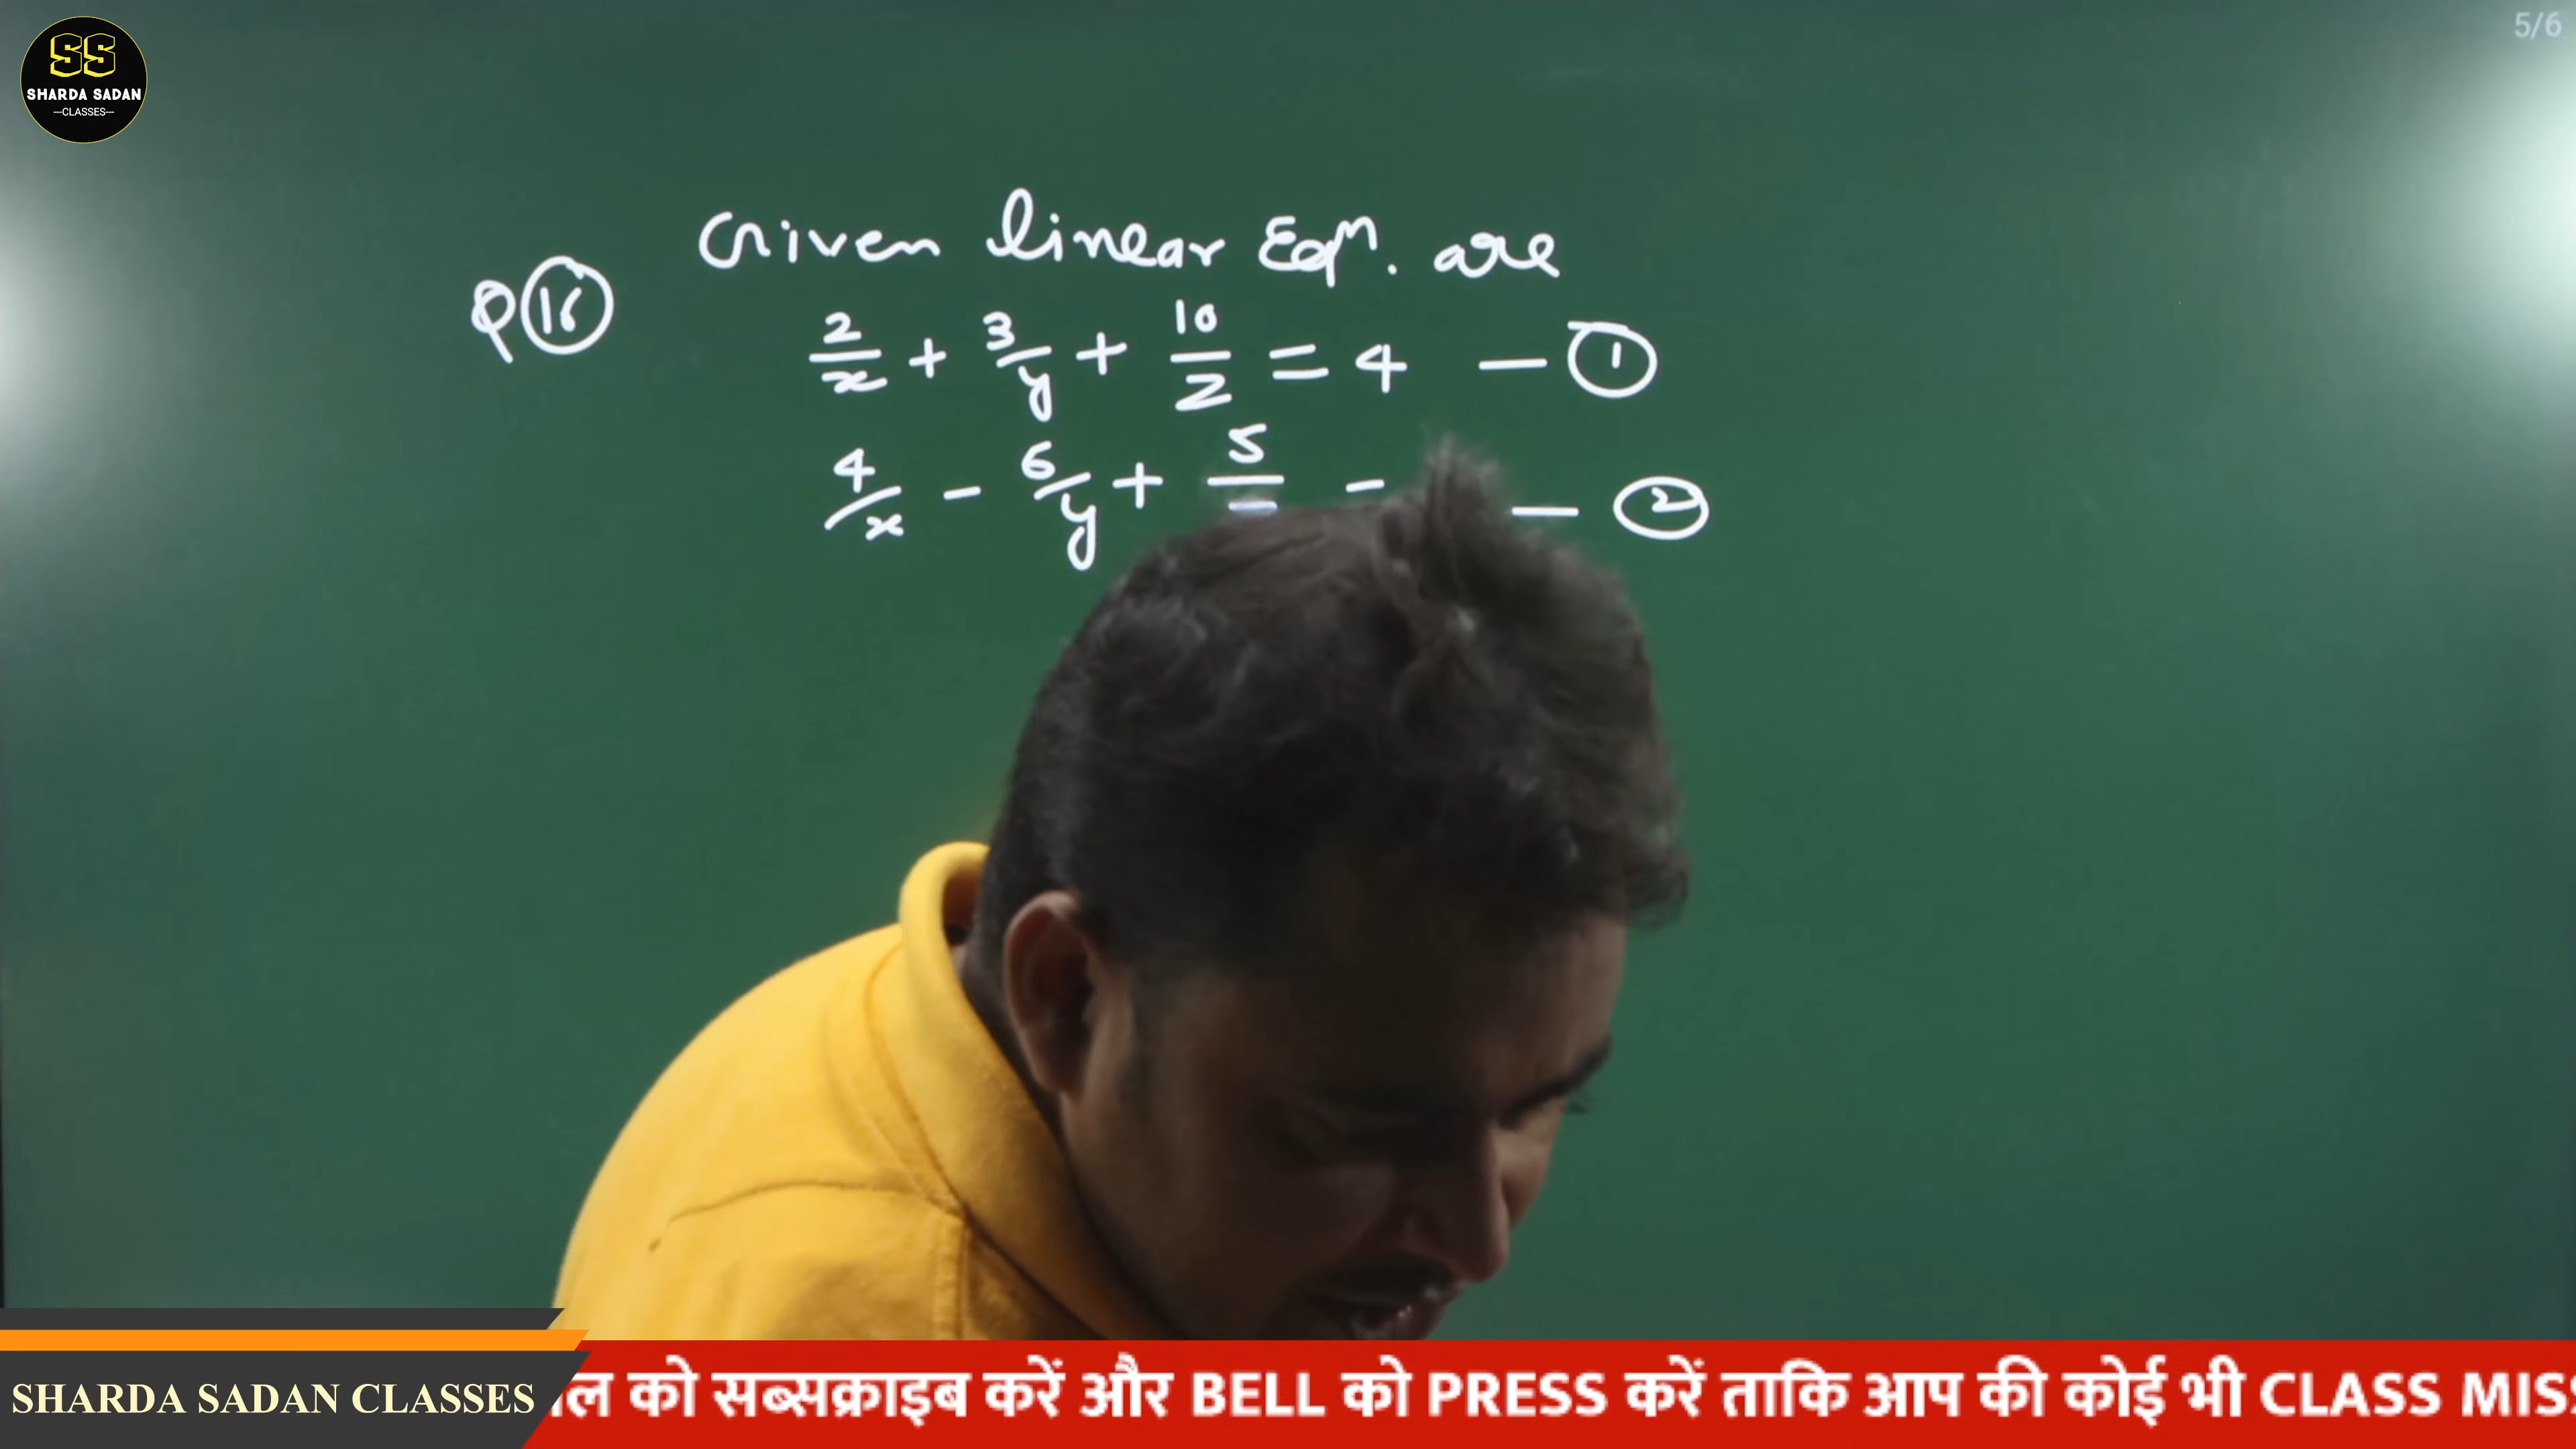 SS
SHARDA SADAN
—CLASSES—
5/6
Given linear Eqn. are
Q 16
2/x + 3/y + 10/z = 4 — 1
4/x - 6/y + 5/ — 2
SHARDA SADAN CLASSES
को सब्सक्राइब करें और BELL को PRESS करें ताकि आप की कोई भी CLASS